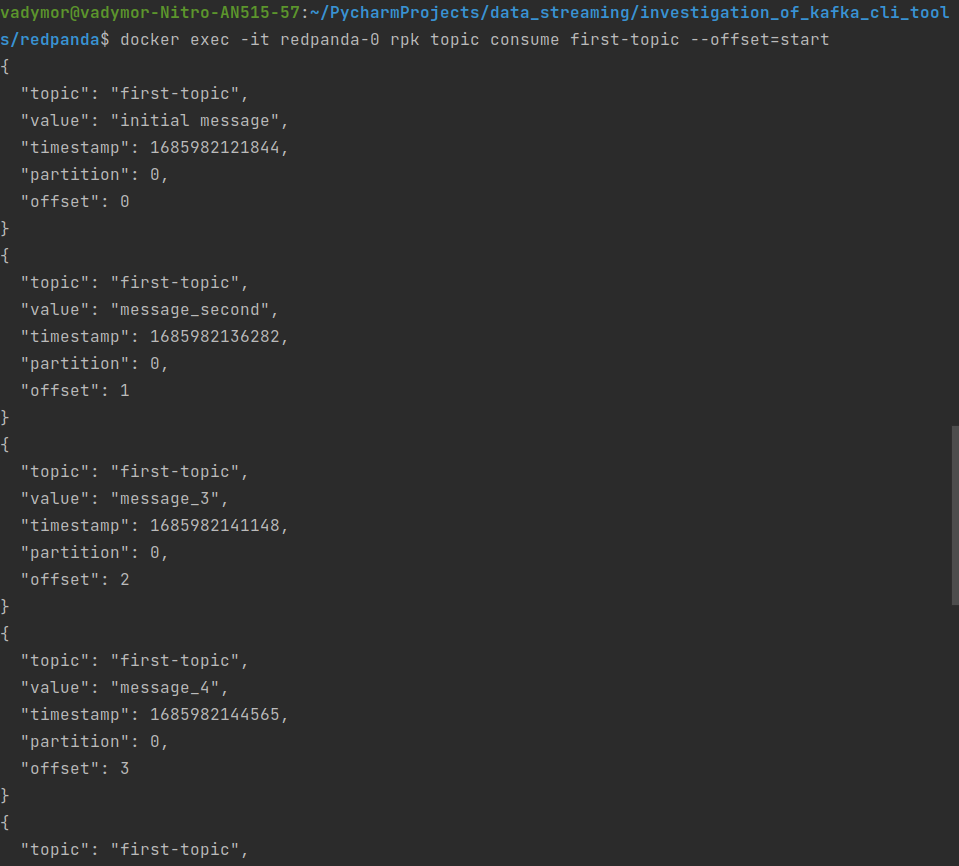 vadymor@vadymor-Nitro-AN515-57:~/PycharmProjects/data_streaming/investigation_of_kafka_cli_tool
s/redpanda$ docker exec -it redpanda-0 rpk topic consume first-topic --offset=start
{
  "topic": "first-topic",
  "value": "initial message",
  "timestamp": 1685982121844,
  "partition": 0,
  "offset": 0
}
{
  "topic": "first-topic",
  "value": "message_second",
  "timestamp": 1685982136282,
  "partition": 0,
  "offset": 1
}
{
  "topic": "first-topic",
  "value": "message_3",
  "timestamp": 1685982141148,
  "partition": 0,
  "offset": 2
}
{
  "topic": "first-topic",
  "value": "message_4",
  "timestamp": 1685982144565,
  "partition": 0,
  "offset": 3
}
{
  "topic": "first-topic",